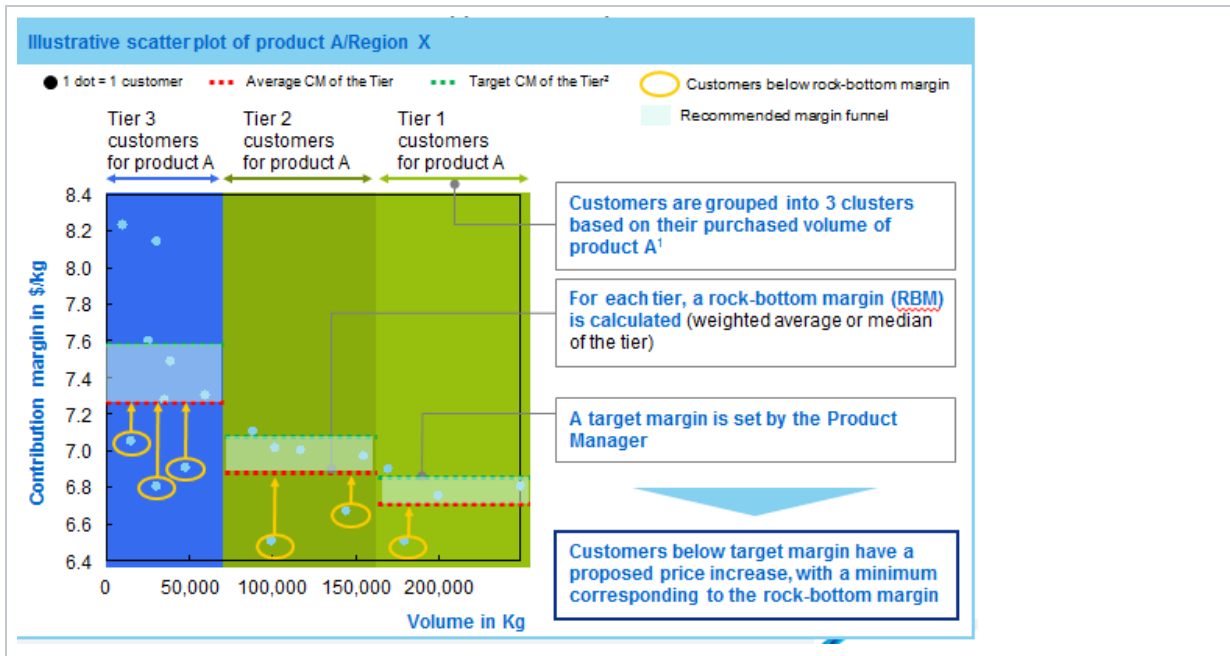 Illustrative scatter plot of product A/Region X
1 dot = 1 customer
Average CM of the Tier
Target CM of the Tier²
Customers below rock-bottom margin
Recommended margin funnel
Tier 3
customers
for product A
Tier 2
customers
for product A
Tier 1
customers
for product A
Contribution margin in $/kg
8.4
8.2
8.0
7.8
7.6
7.4
7.2
7.0
6.8
6.6
6.4
0
50,000
100,000
150,000
200,000
Volume in Kg
Customers are grouped into 3 clusters
based on their purchased volume of
product A¹
For each tier, a rock-bottom margin (RBM)
is calculated (weighted average or median
of the tier)
A target margin is set by the Product
Manager
Customers below target margin have a
proposed price increase, with a minimum
corresponding to the rock-bottom margin